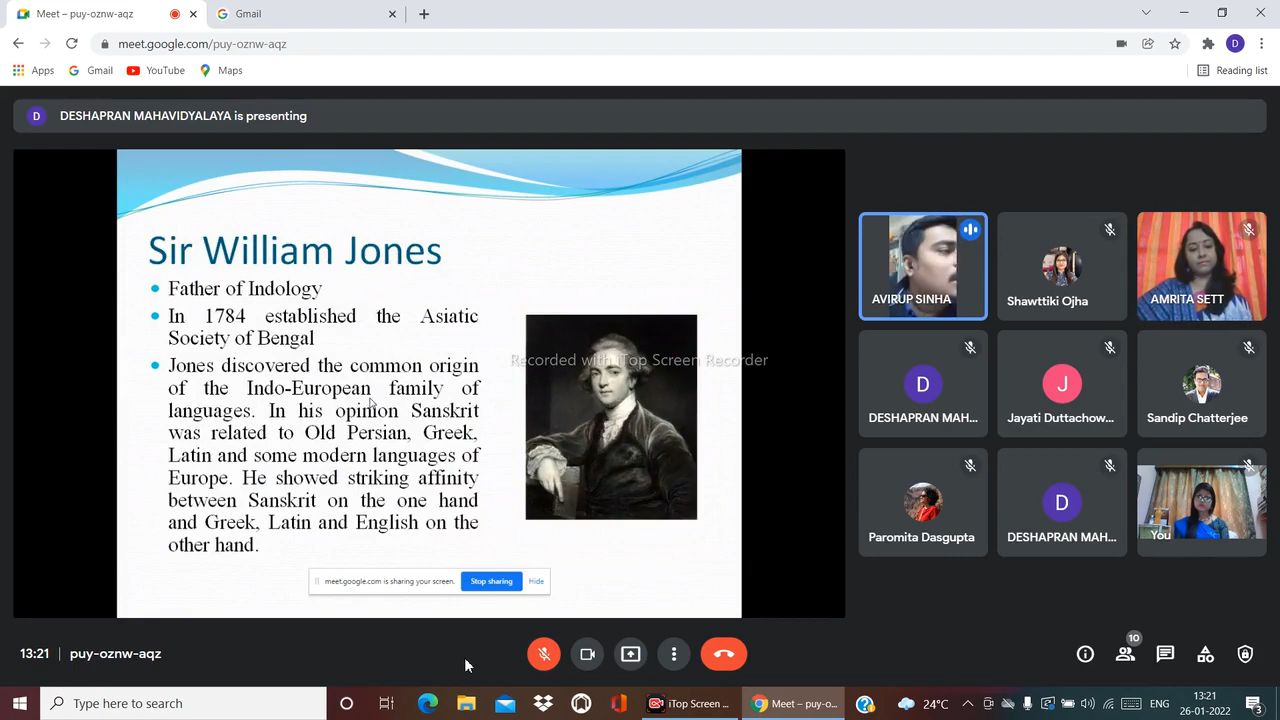 Meet – puy-oznw-aqz
Gmail
meet.google.com/puy-oznw-aqz
Apps
Gmail
YouTube
Maps
Reading list
D
DESHAPRAN MAHAVIDYALAYA is presenting
Sir William Jones
Father of Indology
In 1784 established the Asiatic
Society of Bengal
Jones discovered the common origin
of the Indo-European family of
languages. In his opinion Sanskrit
was related to Old Persian, Greek,
Latin and some modern languages of
Europe. He showed striking affinity
between Sanskrit on the one hand
and Greek, Latin and English on the
other hand.
Recorded with iTop Screen Recorder
meet.google.com is sharing your screen.
Stop sharing
Hide
AVIRUP SINHA
Shawttiki Ojha
AMRITA SETT
D
DESHAPRAN MAH...
J
Jayati Duttachow...
Sandip Chatterjee
Paromita Dasgupta
D
DESHAPRAN MAH...
You
13:21
puy-oznw-aqz
10
Type here to search
iTop Screen ...
Meet – puy-o...
24°C
ENG
13:21
26-01-2022
3